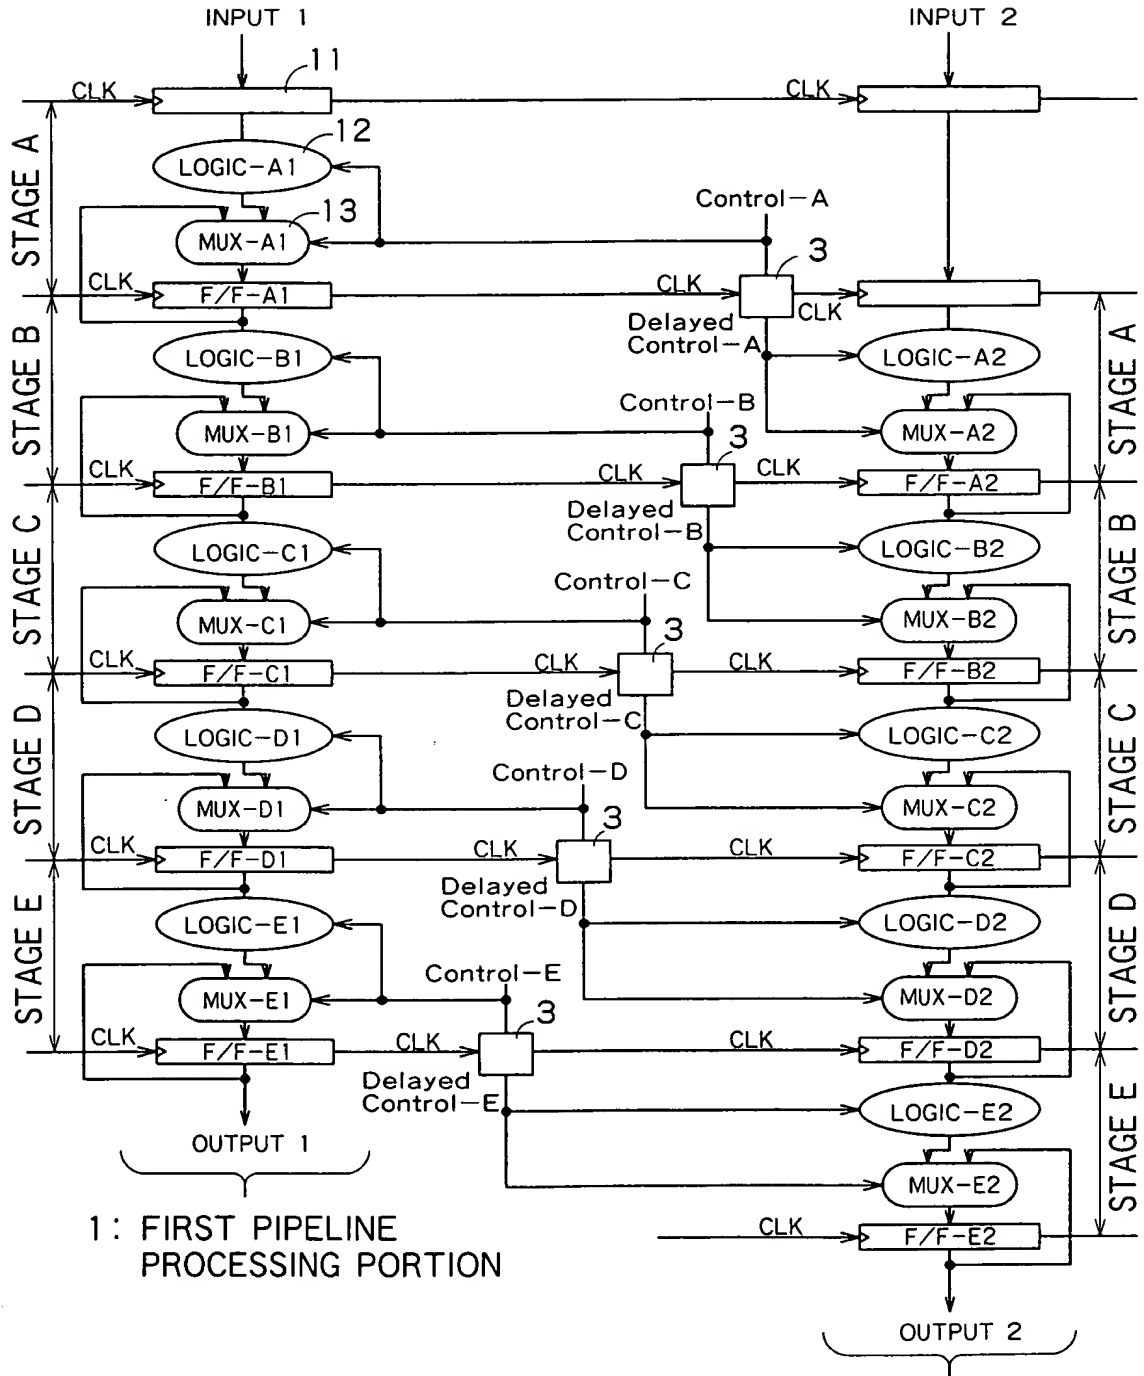 INPUT 1
INPUT 2
11
CLK
CLK
12
LOGIC-A1
STAGE A
Control-A
13
MUX-A1
3
CLK
F/F-A1
CLK
CLK
Delayed
Control-A
STAGE B
LOGIC-B1
LOGIC-A2
STAGE A
Control-B
MUX-B1
MUX-A2
3
CLK
F/F-B1
CLK
CLK
F/F-A2
Delayed
Control-B
STAGE C
LOGIC-C1
LOGIC-B2
STAGE B
Control-C
MUX-C1
MUX-B2
3
CLK
F/F-C1
CLK
CLK
F/F-B2
Delayed
Control-C
STAGE D
LOGIC-D1
LOGIC-C2
STAGE C
Control-D
MUX-D1
MUX-C2
3
CLK
F/F-D1
CLK
CLK
F/F-C2
Delayed
Control-D
STAGE E
LOGIC-E1
LOGIC-D2
STAGE D
Control-E
MUX-E1
MUX-D2
3
CLK
F/F-E1
CLK
CLK
F/F-D2
Delayed
Control-E
LOGIC-E2
STAGE E
OUTPUT 1
MUX-E2
1: FIRST PIPELINE
PROCESSING PORTION
CLK
F/F-E2
OUTPUT 2